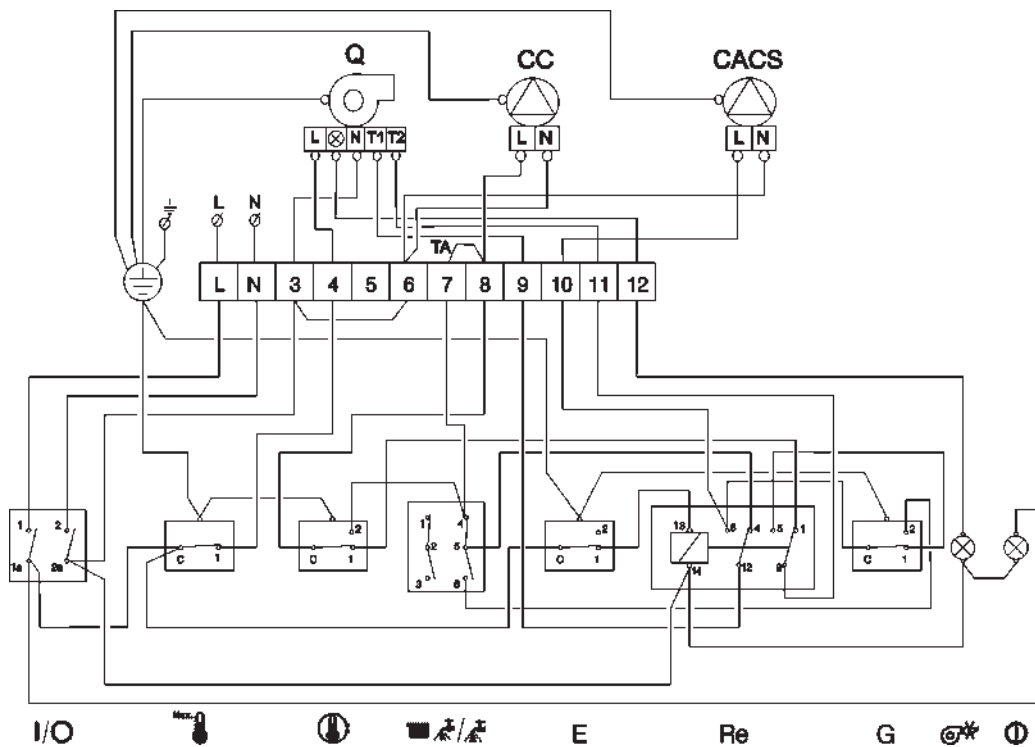 Q CC CACS
L N T1 T2 L N L N
L N
TA
L N 3 4 5 6 7 8 9 10 11 12
1 2 1a 2a
C 1
2 C 1
1 2 3 4 5 6
2 C 1
13 14 6 4 12 5 1 9
2 C 1
I/O Max. E Re G